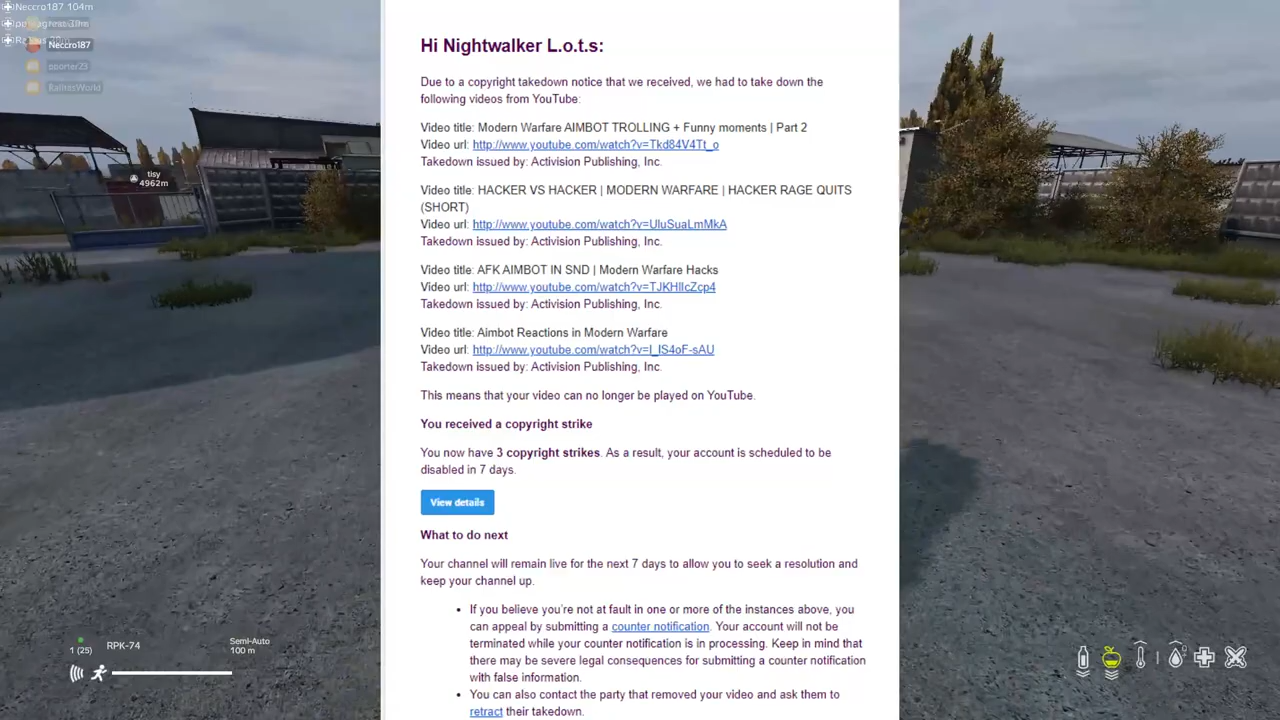 Neccro187 104m
Neccro187
oporter23
RallitsWorld
tisy
4962m
Hi Nightwalker L.o.t.s:
Due to a copyright takedown notice that we received, we had to take down the
following videos from YouTube:
Video title: Modern Warfare AIMBOT TROLLING + Funny moments | Part 2
Video url: http://www.youtube.com/watch?v=Tkd84V4Tt_o
Takedown issued by: Activision Publishing, Inc.
Video title: HACKER VS HACKER | MODERN WARFARE | HACKER RAGE QUITS
(SHORT)
Video url: http://www.youtube.com/watch?v=UluSuaLmMkA
Takedown issued by: Activision Publishing, Inc.
Video title: AFK AIMBOT IN SND | Modern Warfare Hacks
Video url: http://www.youtube.com/watch?v=TJKHlIcZcp4
Takedown issued by: Activision Publishing, Inc.
Video title: Aimbot Reactions in Modern Warfare
Video url: http://www.youtube.com/watch?v=I_IS4oF-sAU
Takedown issued by: Activision Publishing, Inc.
This means that your video can no longer be played on YouTube.
You received a copyright strike
You now have 3 copyright strikes. As a result, your account is scheduled to be
disabled in 7 days.
View details
What to do next
Your channel will remain live for the next 7 days to allow you to seek a resolution and
keep your channel up.
• If you believe you're not at fault in one or more of the instances above, you
can appeal by submitting a counter notification. Your account will not be
terminated while your counter notification is in processing. Keep in mind that
there may be severe legal consequences for submitting a counter notification
with false information.
• You can also contact the party that removed your video and ask them to
retract their takedown.
1 (25) RPK-74
Semi-Auto
100 m